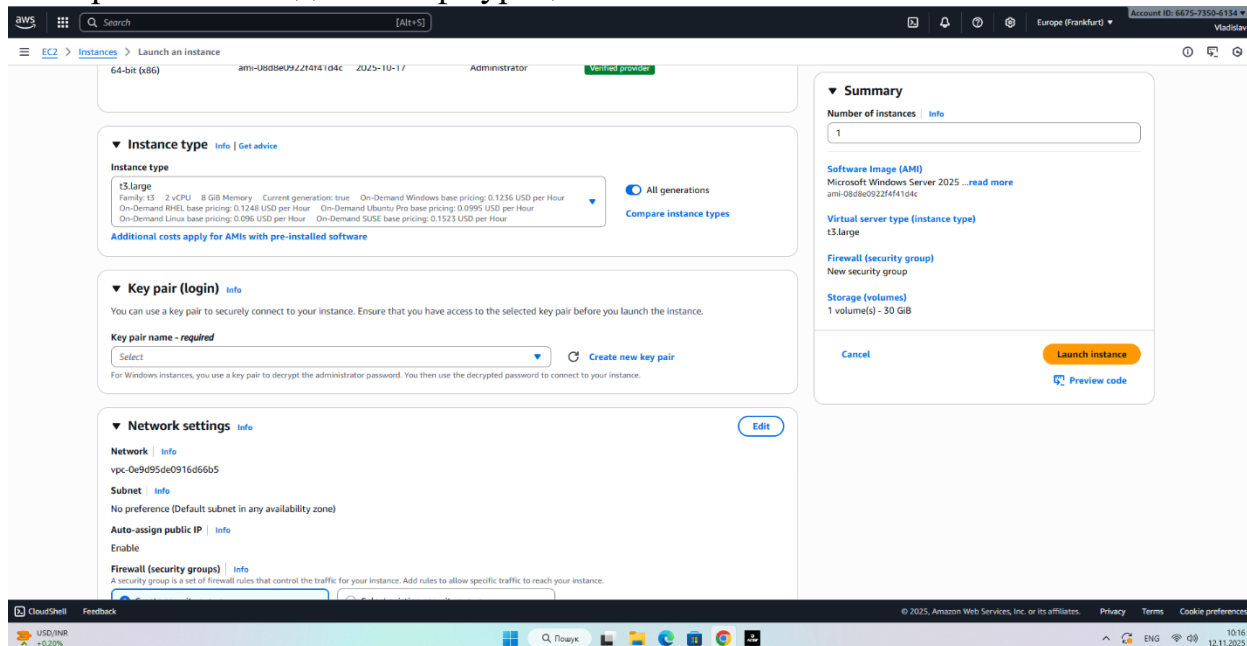 aws
Search
[Alt+S]
Europe (Frankfurt)
Account ID: 6675-7350-6134
Vladislav
EC2 > Instances > Launch an instance
64-bit (x86)
ami-08d8e0922f4f41d4c
2025-10-17
Administrator
Verified provider
Instance type Info | Get advice
Instance type
t3.large
Family: t3 2 vCPU 8 GiB Memory Current generation: true On-Demand Windows base pricing: 0.1236 USD per Hour
On-Demand RHEL base pricing: 0.1248 USD per Hour On-Demand Ubuntu Pro base pricing: 0.0995 USD per Hour
On-Demand Linux base pricing: 0.096 USD per Hour On-Demand SUSE base pricing: 0.1523 USD per Hour
All generations
Compare instance types
Additional costs apply for AMIs with pre-installed software
Key pair (login) Info
You can use a key pair to securely connect to your instance. Ensure that you have access to the selected key pair before you launch the instance.
Key pair name - required
Select
Create new key pair
For Windows instances, you use a key pair to decrypt the administrator password. You then use the decrypted password to connect to your instance.
Network settings Info
Edit
Network | Info
vpc-0e9d95de0916d66b5
Subnet | Info
No preference (Default subnet in any availability zone)
Auto-assign public IP | Info
Enable
Firewall (security groups) | Info
A security group is a set of firewall rules that control the traffic for your instance. Add rules to allow specific traffic to reach your instance.
Summary
Number of instances | Info
1
Software Image (AMI)
Microsoft Windows Server 2025 ...read more
ami-08d8e0922f4f41d4c
Virtual server type (instance type)
t3.large
Firewall (security group)
New security group
Storage (volumes)
1 volume(s) - 30 GiB
Cancel
Launch instance
Preview code
CloudShell Feedback
© 2025, Amazon Web Services, Inc. or its affiliates. Privacy Terms Cookie preferences
USD/INR
+0.20%
Пошук
ENG
10:16
12.11.2025